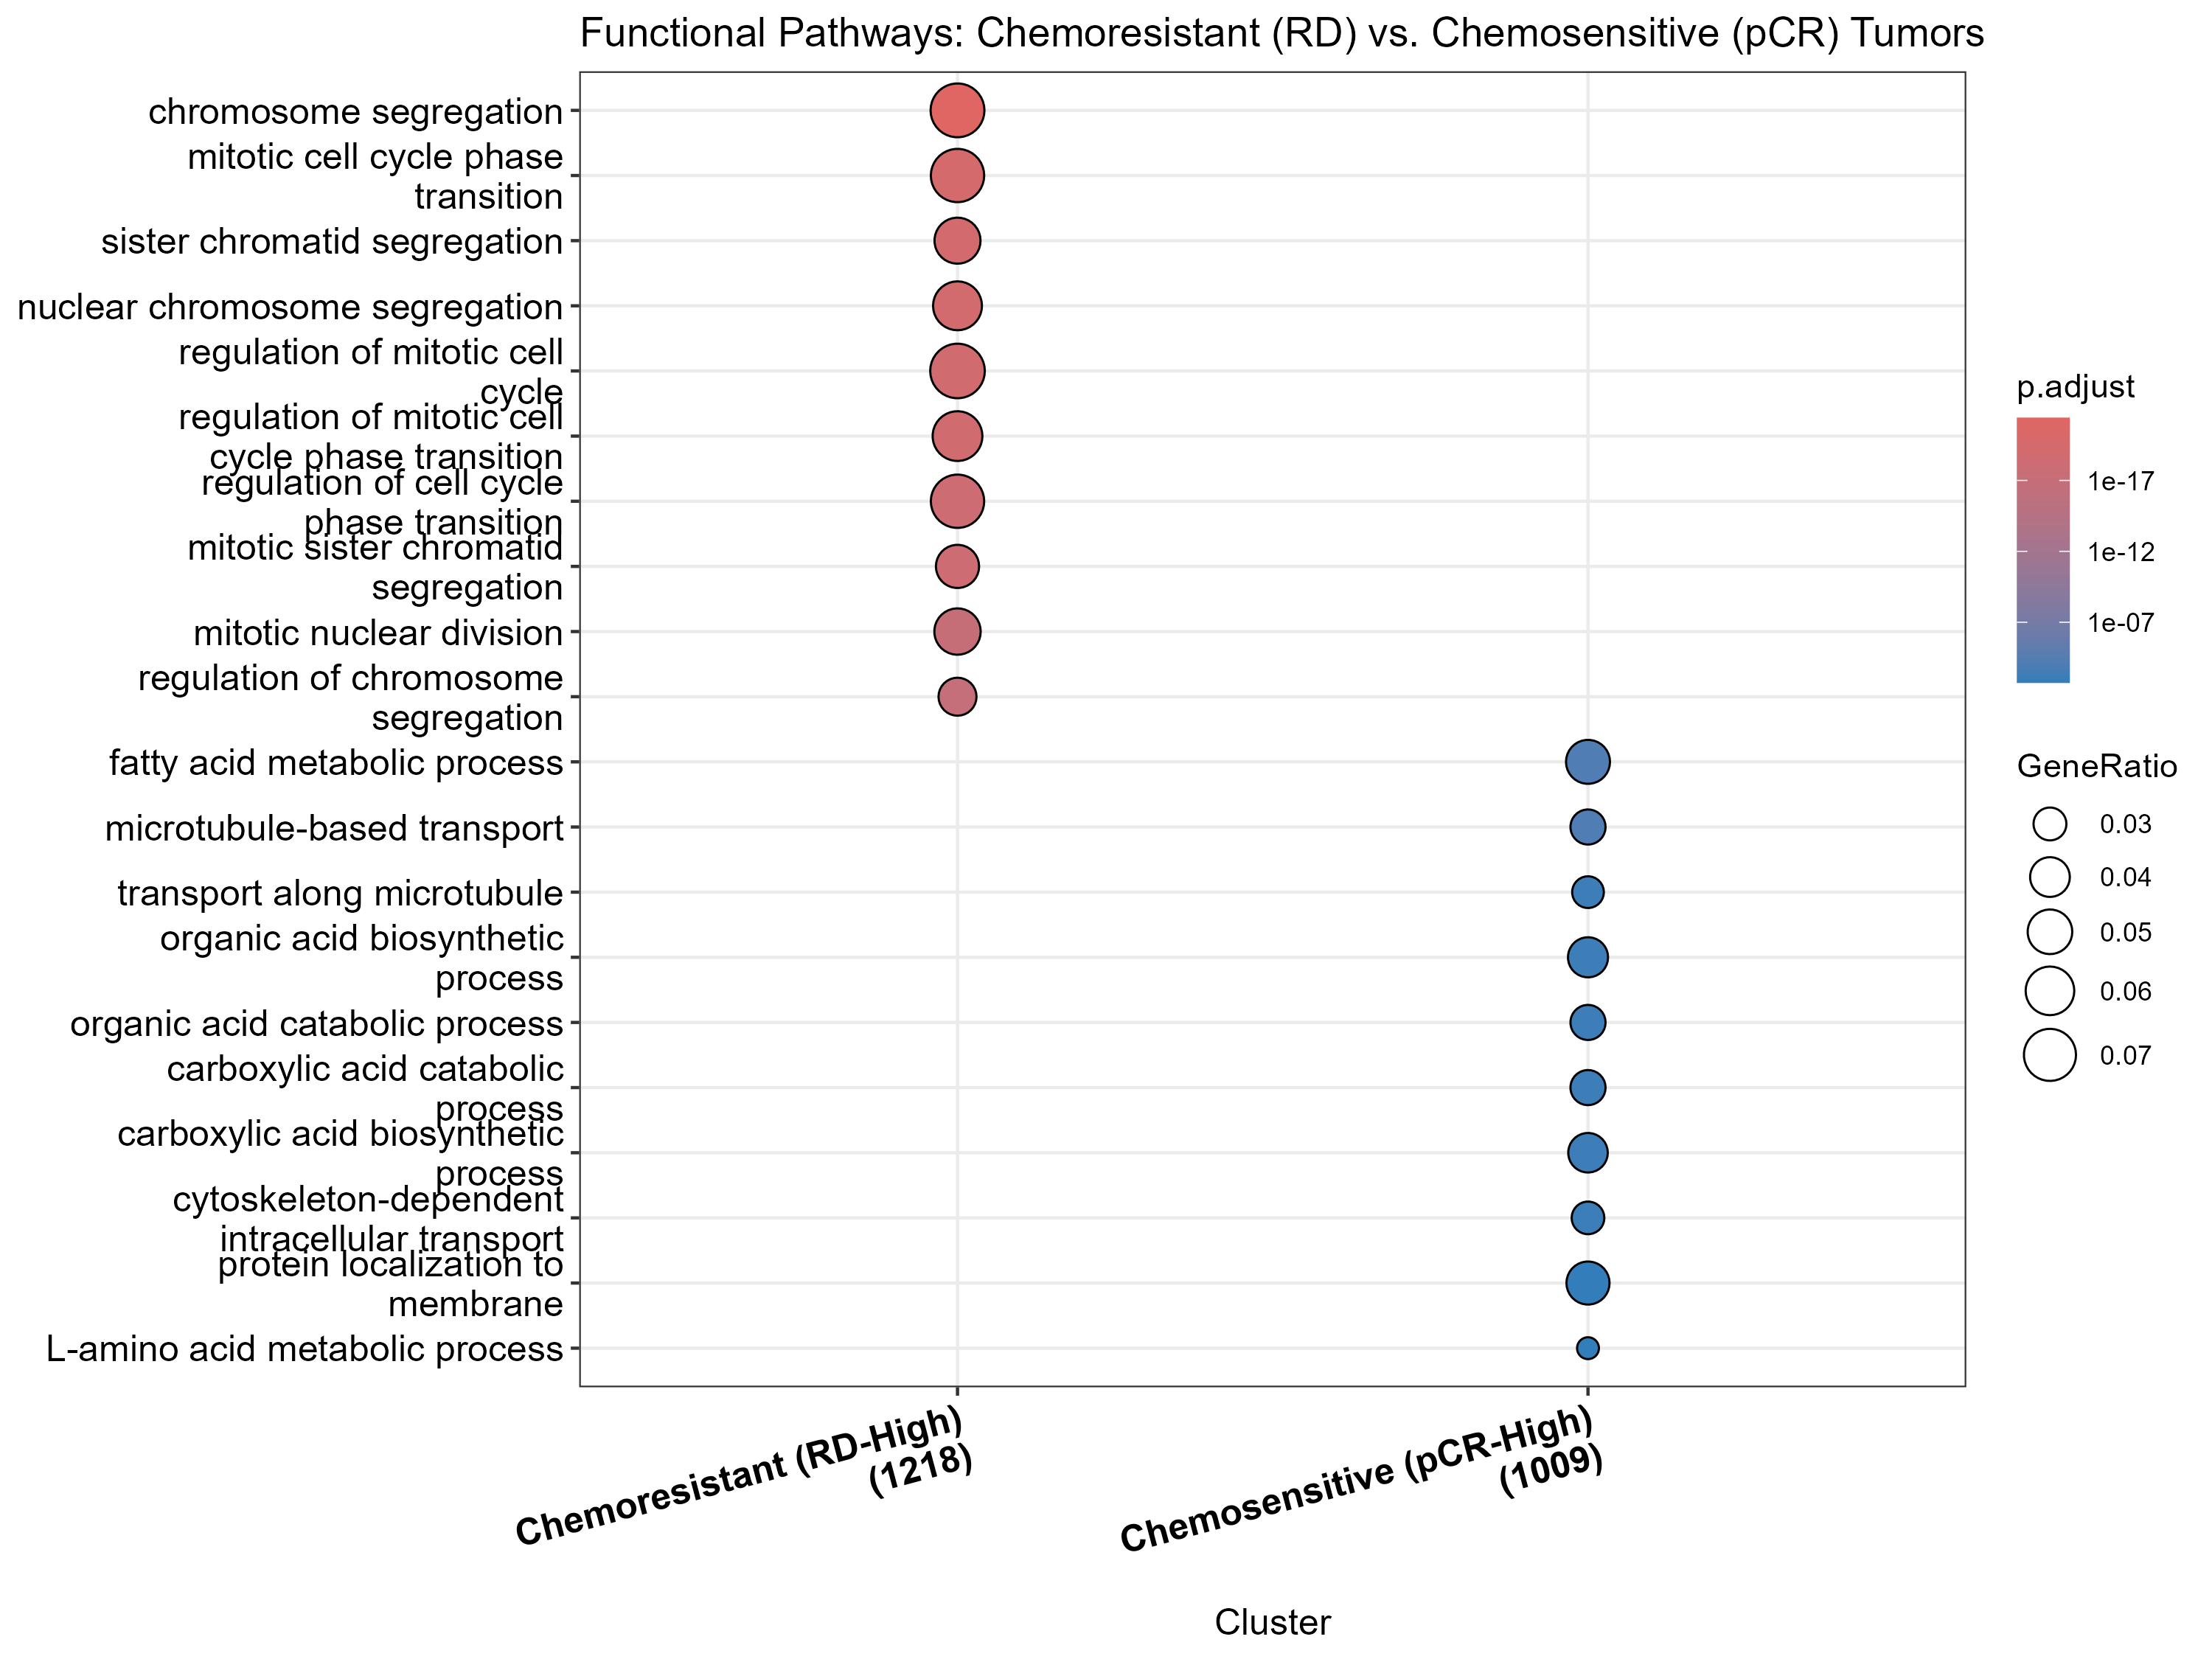 Functional Pathways: Chemoresistant (RD) vs. Chemosensitive (pCR) Tumors
chromosome segregation
mitotic cell cycle phase
transition
sister chromatid segregation
nuclear chromosome segregation
regulation of mitotic cell
cycle
regulation of mitotic cell
cycle phase transition
regulation of cell cycle
phase transition
mitotic sister chromatid
segregation
mitotic nuclear division
regulation of chromosome
segregation
fatty acid metabolic process
microtubule-based transport
transport along microtubule
organic acid biosynthetic
process
organic acid catabolic process
carboxylic acid catabolic
process
carboxylic acid biosynthetic
process
cytoskeleton-dependent
intracellular transport
protein localization to
membrane
L-amino acid metabolic process
Chemoresistant (RD-High)
(1218)
Chemosensitive (pCR-High)
(1009)
Cluster
p.adjust
1e-17
1e-12
1e-07
GeneRatio
0.03
0.04
0.05
0.06
0.07